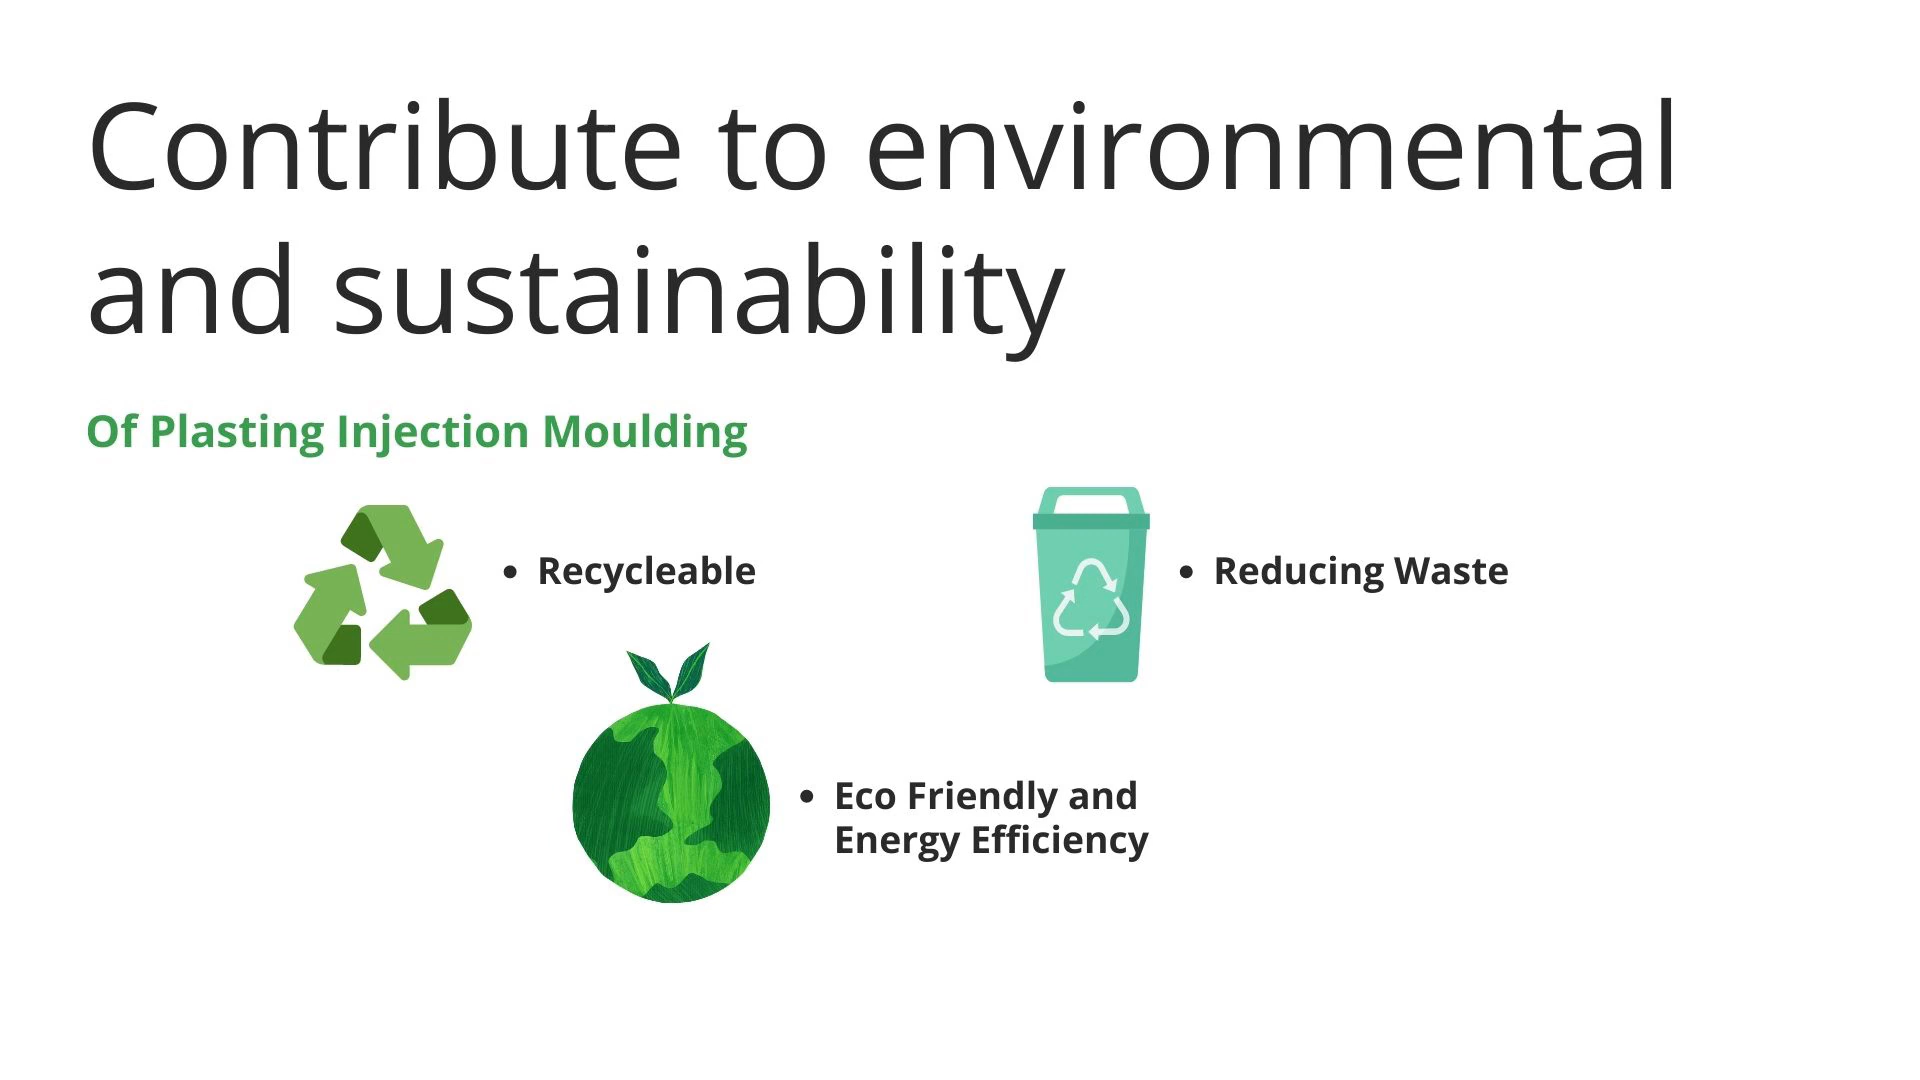 Contribute to environmental
and sustainability
Of Plasting Injection Moulding
• Recycleable
• Reducing Waste
• Eco Friendly and
Energy Efficiency